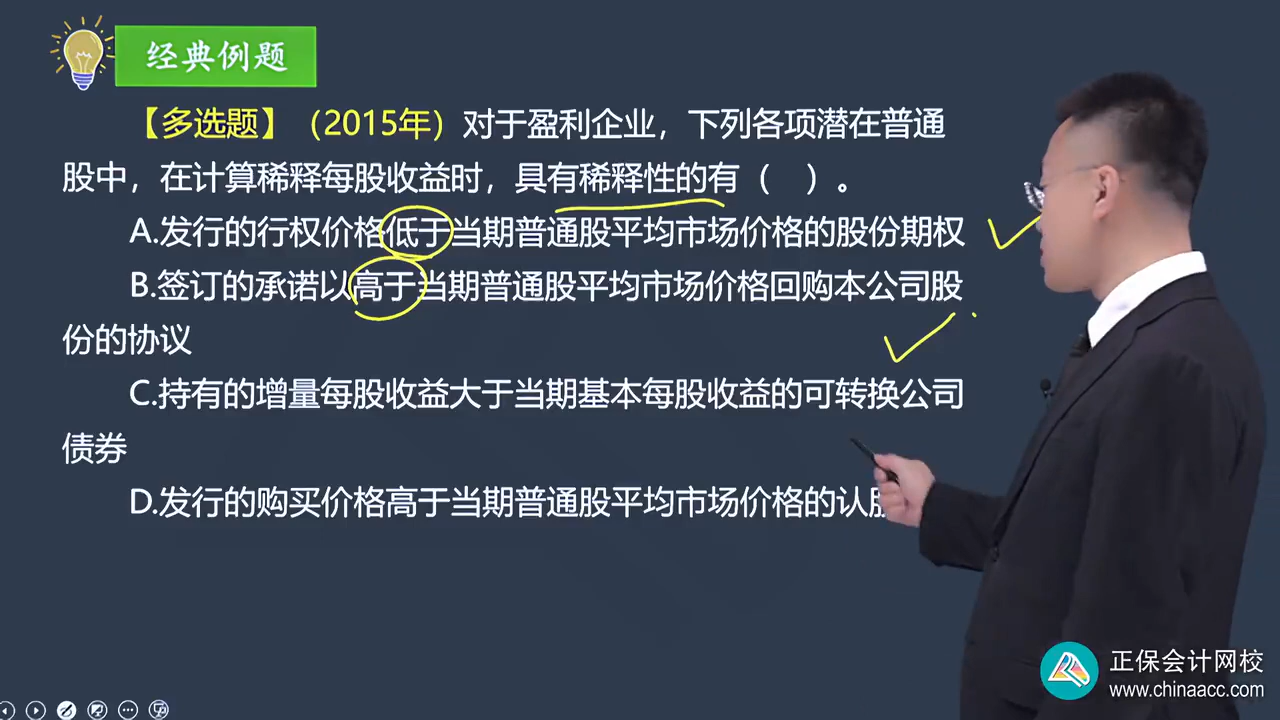 经典例题
【多选题】（2015年）对于盈利企业，下列各项潜在普通
股中，在计算稀释每股收益时，具有稀释性的有（ ）。
A.发行的行权价格低于当期普通股平均市场价格的股份期权
B.签订的承诺以高于当期普通股平均市场价格回购本公司股
份的协议
C.持有的增量每股收益大于当期基本每股收益的可转换公司
债券
D.发行的购买价格高于当期普通股平均市场价格的认
正保会计网校
www.chinaacc.com